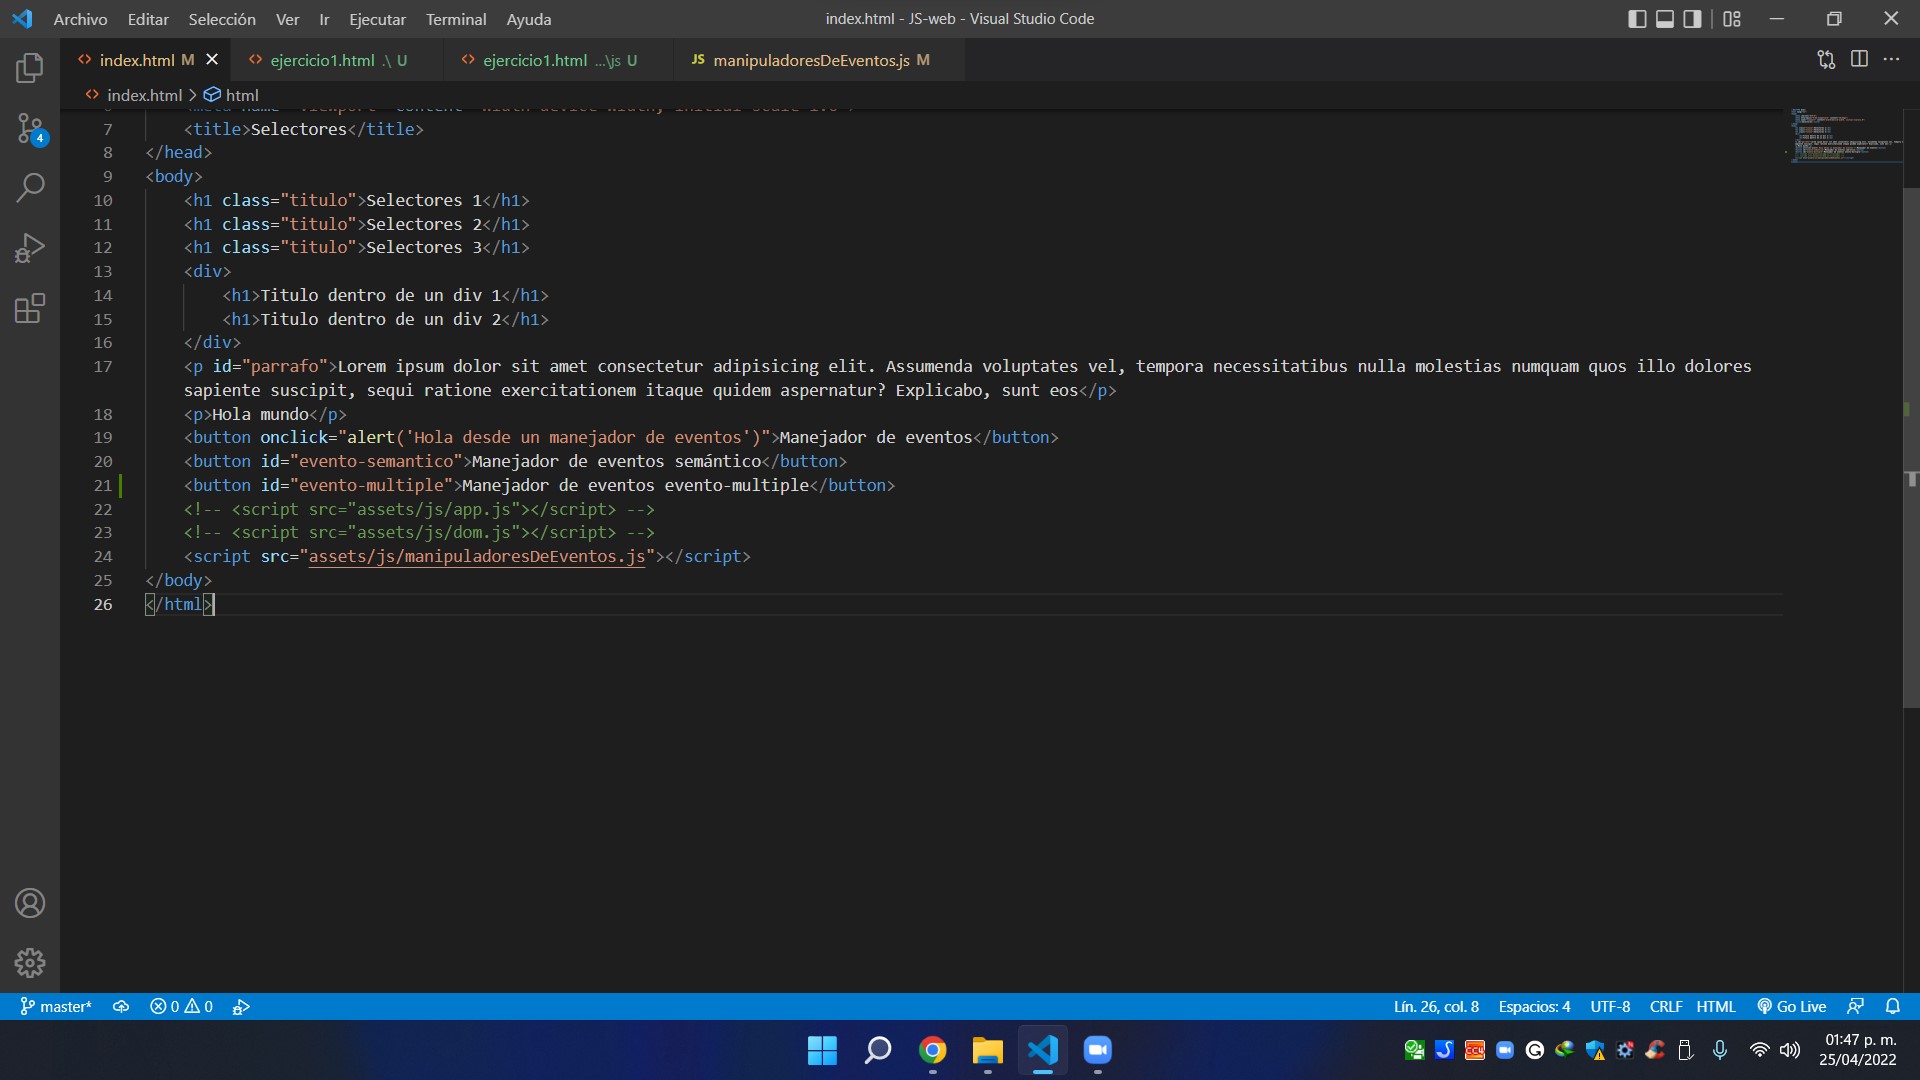 Archivo Editar Selección Ver Ir Ejecutar Terminal Ayuda
index.html - JS-web - Visual Studio Code
index.html M
ejercicio1.html .\ U
ejercicio1.html ...\js U
JS manipuladoresDeEventos.js M
index.html > html
4
7 <title>Selectores</title>
8 </head>
9 <body>
10 <h1 class="titulo">Selectores 1</h1>
11 <h1 class="titulo">Selectores 2</h1>
12 <h1 class="titulo">Selectores 3</h1>
13 <div>
14 <h1>Titulo dentro de un div 1</h1>
15 <h1>Titulo dentro de un div 2</h1>
16 </div>
17 <p id="parrafo">Lorem ipsum dolor sit amet consectetur adipisicing elit. Assumenda voluptates vel, tempora necessitatibus nulla molestias numquam quos illo dolores
sapiente suscipit, sequi ratione exercitationem itaque quidem aspernatur? Explicabo, sunt eos</p>
18 <p>Hola mundo</p>
19 <button onclick="alert('Hola desde un manejador de eventos')">Manejador de eventos</button>
20 <button id="evento-semantico">Manejador de eventos semántico</button>
21 <button id="evento-multiple">Manejador de eventos evento-multiple</button>
22 <!-- <script src="assets/js/app.js"></script> -->
23 <!-- <script src="assets/js/dom.js"></script> -->
24 <script src="assets/js/manipuladoresDeEventos.js"></script>
25 </body>
26 </html>
master* 0 0
Lín. 26, col. 8 Espacios: 4 UTF-8 CRLF HTML Go Live
01:47 p. m.
25/04/2022